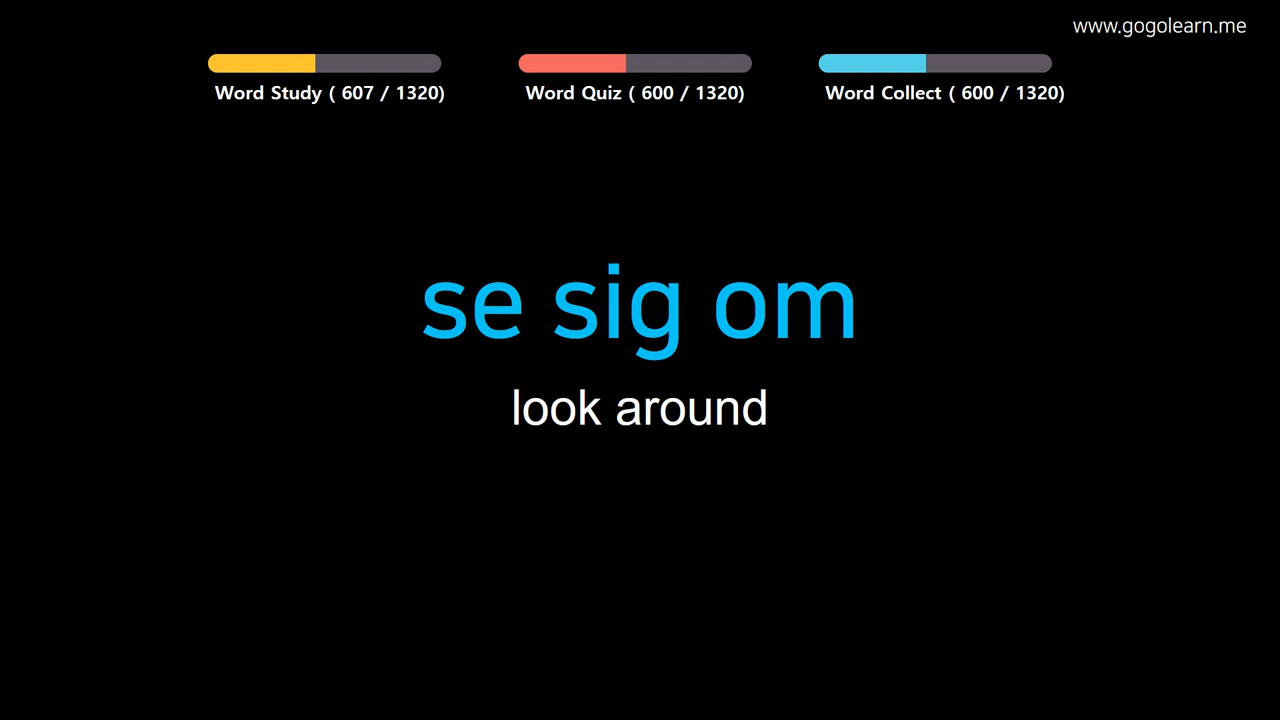 www.gogolearn.me
Word Study ( 607 / 1320)
Word Quiz ( 600 / 1320)
Word Collect ( 600 / 1320)
se sig om
look around